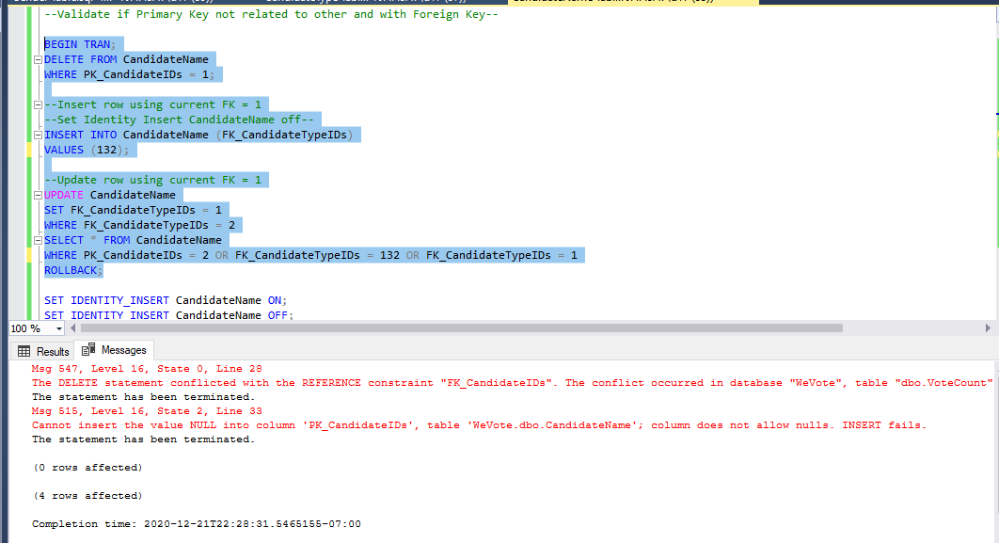 --Validate if Primary Key not related to other and with Foreign Key--
BEGIN TRAN;
DELETE FROM CandidateName
WHERE PK_CandidateIDs = 1;
--Insert row using current FK = 1
--Set Identity Insert CandidateName off--
INSERT INTO CandidateName (FK_CandidateTypeIDs)
VALUES (132);
--Update row using current FK = 1
UPDATE CandidateName
SET FK_CandidateTypeIDs = 1
WHERE FK_CandidateTypeIDs = 2
SELECT * FROM CandidateName
WHERE PK_CandidateIDs = 2 OR FK_CandidateTypeIDs = 132 OR FK_CandidateTypeIDs = 1
ROLLBACK;
SET IDENTITY_INSERT CandidateName ON;
SET IDENTITY_INSERT CandidateName OFF;
100 %
Results Messages
Msg 547, Level 16, State 0, Line 28
The DELETE statement conflicted with the REFERENCE constraint "FK_CandidateIDs". The conflict occurred in database "WeVote", table "dbo.VoteCount"
The statement has been terminated.
Msg 515, Level 16, State 2, Line 33
Cannot insert the value NULL into column 'PK_CandidateIDs', table 'WeVote.dbo.CandidateName'; column does not allow nulls. INSERT fails.
The statement has been terminated.
(0 rows affected)
(4 rows affected)
Completion time: 2020-12-21T22:28:31.5465155-07:00